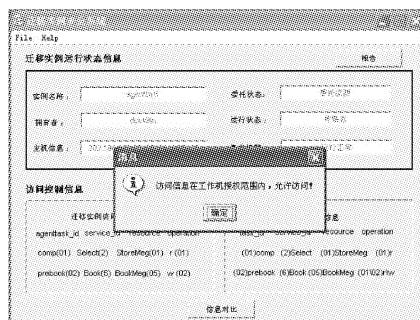 File Help
迁移实例运行状态信息
报告
实例名称：
委托状态：
拥有者：
运行状态：
主机信息：
消息
访问信息在工作机授权范围内，允许访问！
确定
访问控制信息
迁移实例访
信息
agenttask_id service_id resource operation
task_id resource operation
comp(01) Select(2) StoreMeg(01) r (01)
(01)comp (2)Select (01)StoreMeg (01)r
prebook(02) Book(6) BookMeg(05) w (02)
(02)prebook (6)Book (05)BookMeg (01\02)r\w
信息对比